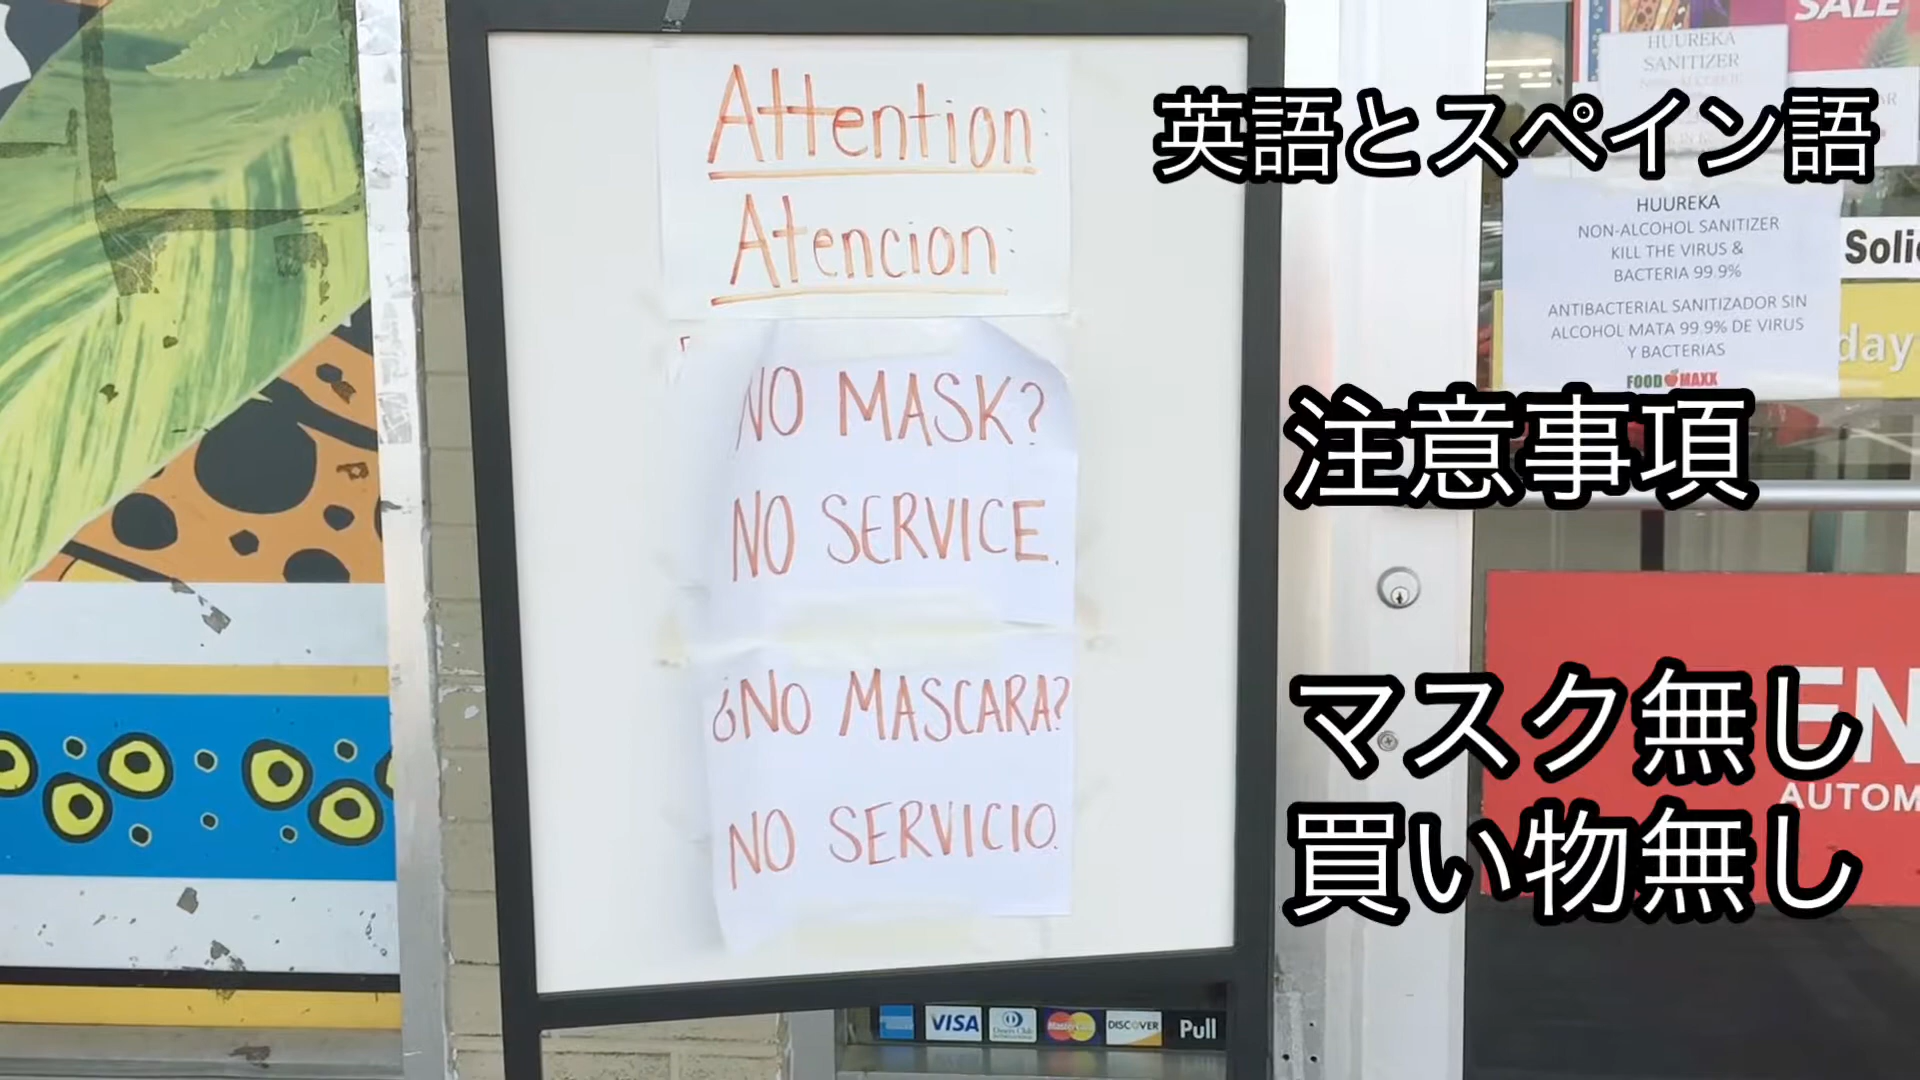 Attention:
Atencion:
NO MASK?
NO SERVICE.
¿NO MASCARA?
NO SERVICIO.
英語とスペイン語
注意事項
マスク無し
買い物無し
SALE
HUUREKA
SANITIZER
HUUREKA
NON-ALCOHOL SANITIZER
KILL THE VIRUS &
BACTERIA 99.9%
ANTIBACTERIAL SANITIZADOR SIN
ALCOHOL MATA 99.9% DE VIRUS
Y BACTERIAS
FOOD MAXX
VISA
Diners Club
MasterCard
DISCOVER
Pull